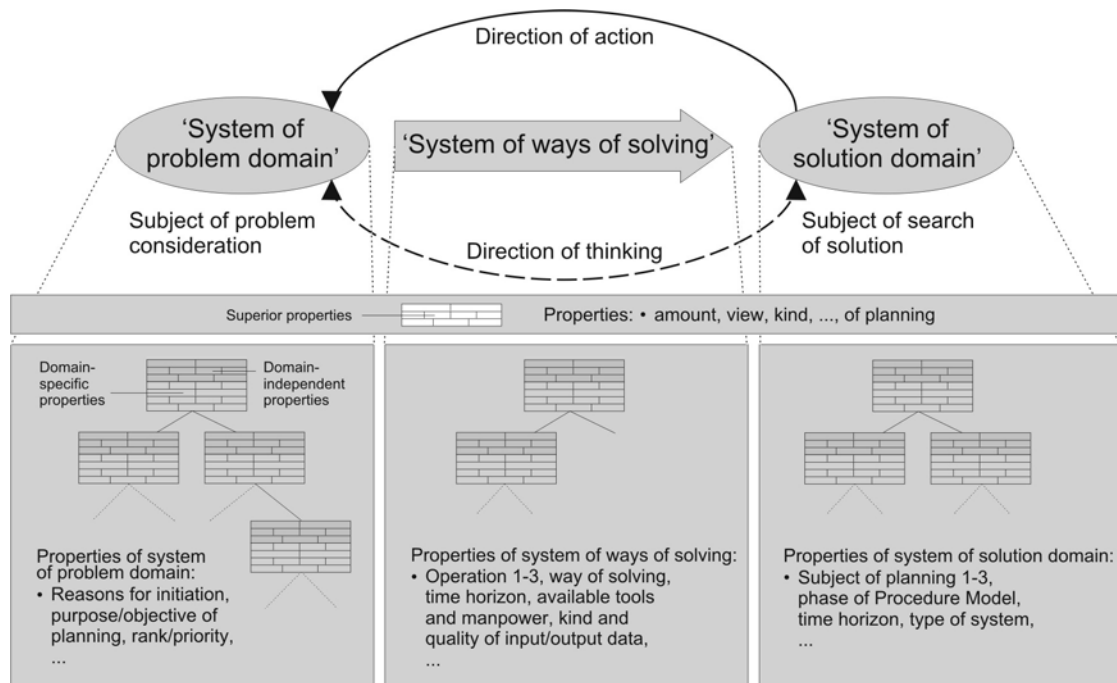 Direction of action
‘System of
problem domain’
‘System of ways of solving’
‘System of
solution domain’
Subject of problem
consideration
Direction of thinking
Subject of search
of solution
Superior properties
Properties: • amount, view, kind, ..., of planning
Domain-
specific
properties
Domain-
independent
properties
Properties of system
of problem domain:
• Reasons for initiation,
purpose/objective of
planning, rank/priority,
...
Properties of system of ways of solving:
• Operation 1-3, way of solving,
time horizon, available tools
and manpower, kind and
quality of input/output data,
...
Properties of system of solution domain:
• Subject of planning 1-3,
phase of Procedure Model,
time horizon, type of system,
...